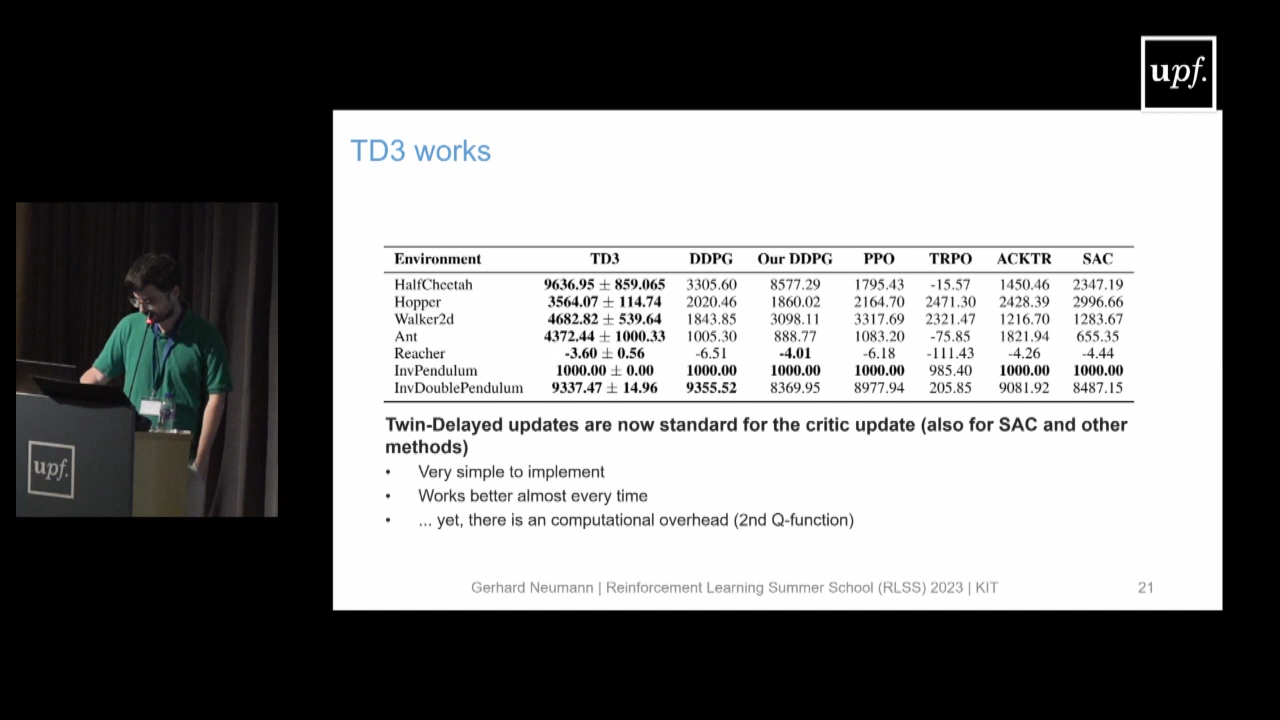 upf.
TD3 works
Environment TD3 DDPG Our DDPG PPO TRPO ACKTR SAC
HalfCheetah 9636.95 ± 859.065 3305.60 8577.29 1795.43 -15.57 1450.46 2347.19
Hopper 3564.07 ± 114.74 2020.46 1860.02 2164.70 2471.30 2428.39 2996.66
Walker2d 4682.82 ± 539.64 1843.85 3098.11 3317.69 2321.47 1216.70 1283.67
Ant 4372.44 ± 1000.33 1005.30 888.77 1083.20 -75.85 1821.94 655.35
Reacher -3.60 ± 0.56 -6.51 -4.01 -6.18 -111.43 -4.26 -4.44
InvPendulum 1000.00 ± 0.00 1000.00 1000.00 1000.00 985.40 1000.00 1000.00
InvDoublePendulum 9337.47 ± 14.96 9355.52 8369.95 8977.94 205.85 9081.92 8487.15
Twin-Delayed updates are now standard for the critic update (also for SAC and other
methods)
• Very simple to implement
• Works better almost every time
• ... yet, there is an computational overhead (2nd Q-function)
Gerhard Neumann | Reinforcement Learning Summer School (RLSS) 2023 | KIT 21
upf.